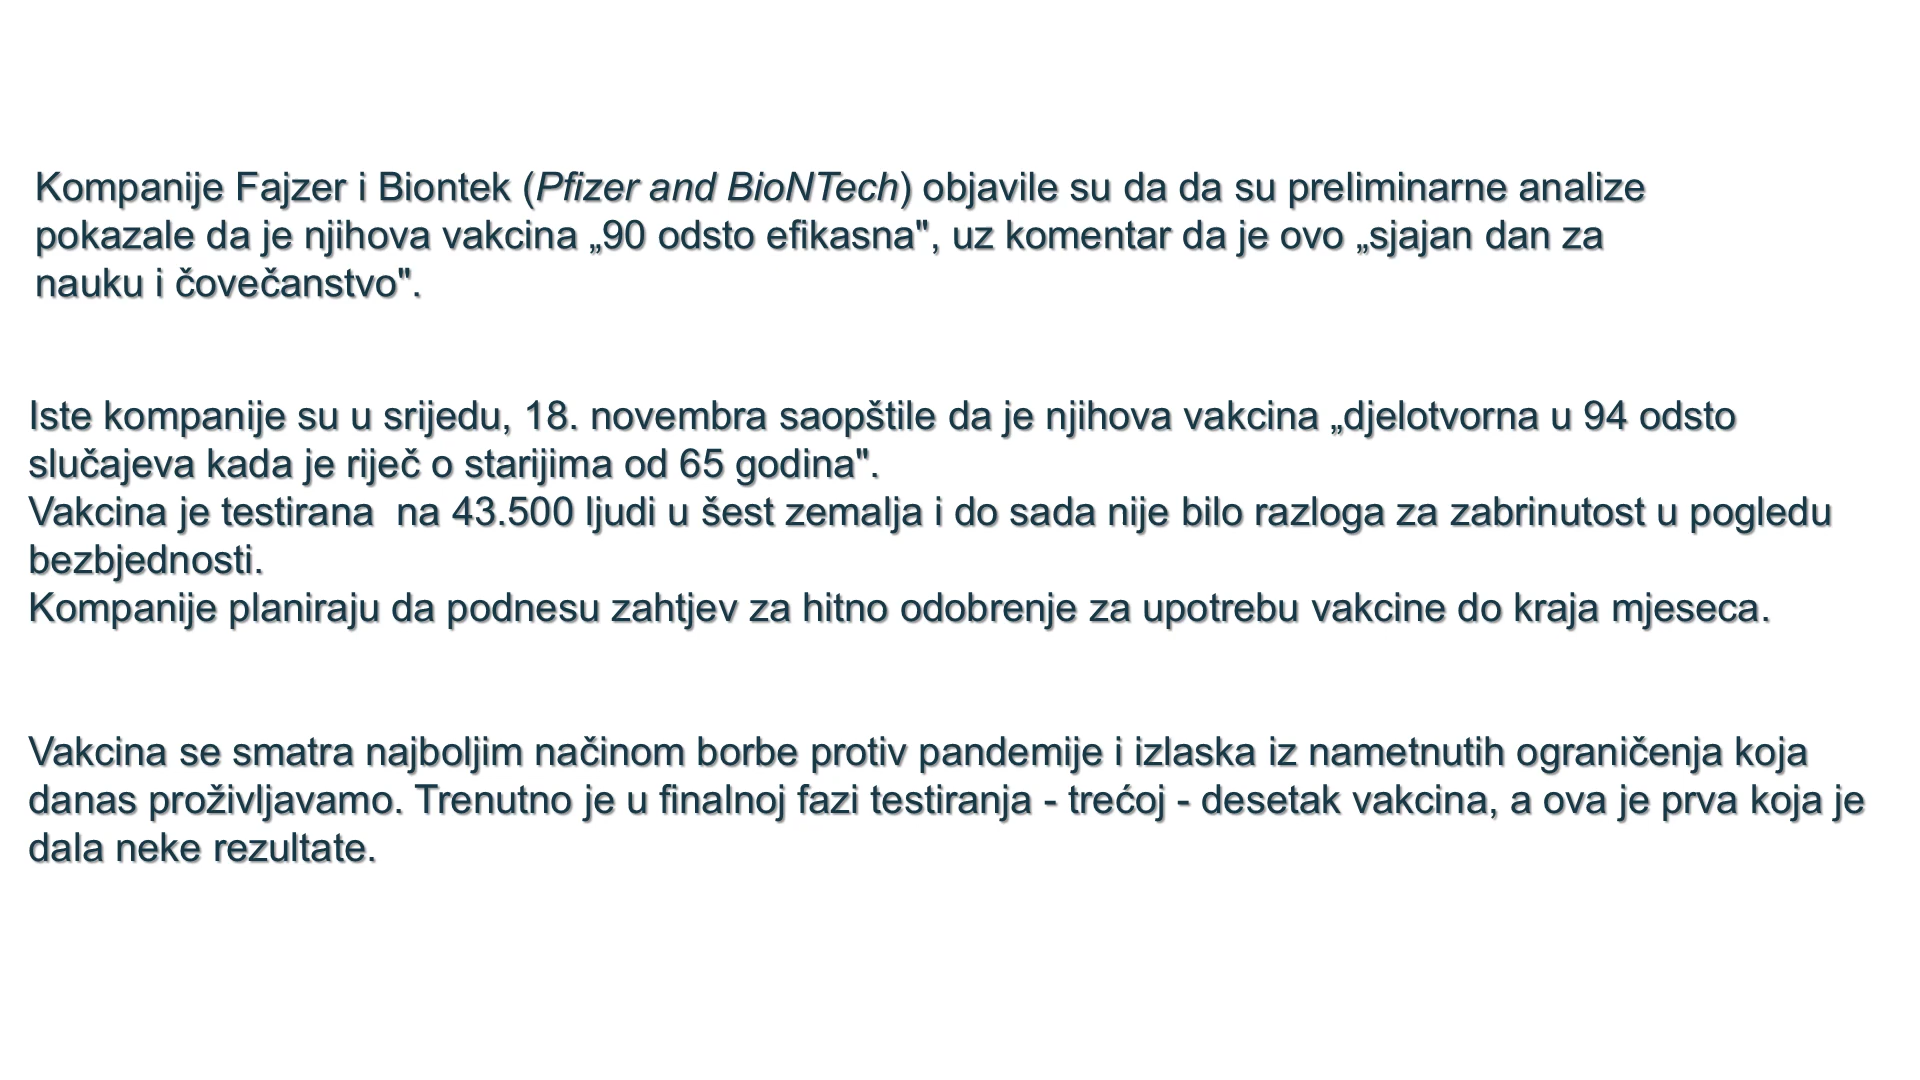 Kompanije Fajzer i Biontek (Pfizer and BioNTech) objavile su da da su preliminarne analize
pokazale da je njihova vakcina „90 odsto efikasna", uz komentar da je ovo „sjajan dan za
nauku i čovečanstvo".
Iste kompanije su u srijedu, 18. novembra saopštile da je njihova vakcina „djelotvorna u 94 odsto
slučajeva kada je riječ o starijima od 65 godina".
Vakcina je testirana  na 43.500 ljudi u šest zemalja i do sada nije bilo razloga za zabrinutost u pogledu
bezbjednosti.
Kompanije planiraju da podnesu zahtjev za hitno odobrenje za upotrebu vakcine do kraja mjeseca.
Vakcina se smatra najboljim načinom borbe protiv pandemije i izlaska iz nametnutih ograničenja koja
danas proživljavamo. Trenutno je u finalnoj fazi testiranja - trećoj - desetak vakcina, a ova je prva koja je
dala neke rezultate.